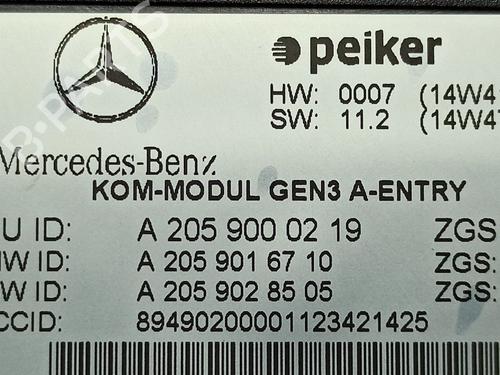 peiker
HW: 0007 (14W4
SW: 11.2 (14W4
Mercedes-Benz
KOM-MODUL GEN3 A-ENTRY
U ID: A 205 900 02 19 ZGS
W ID: A 205 901 67 10 ZGS:
W ID: A 205 902 85 05 ZGS:
CCID: 89490200001123421425